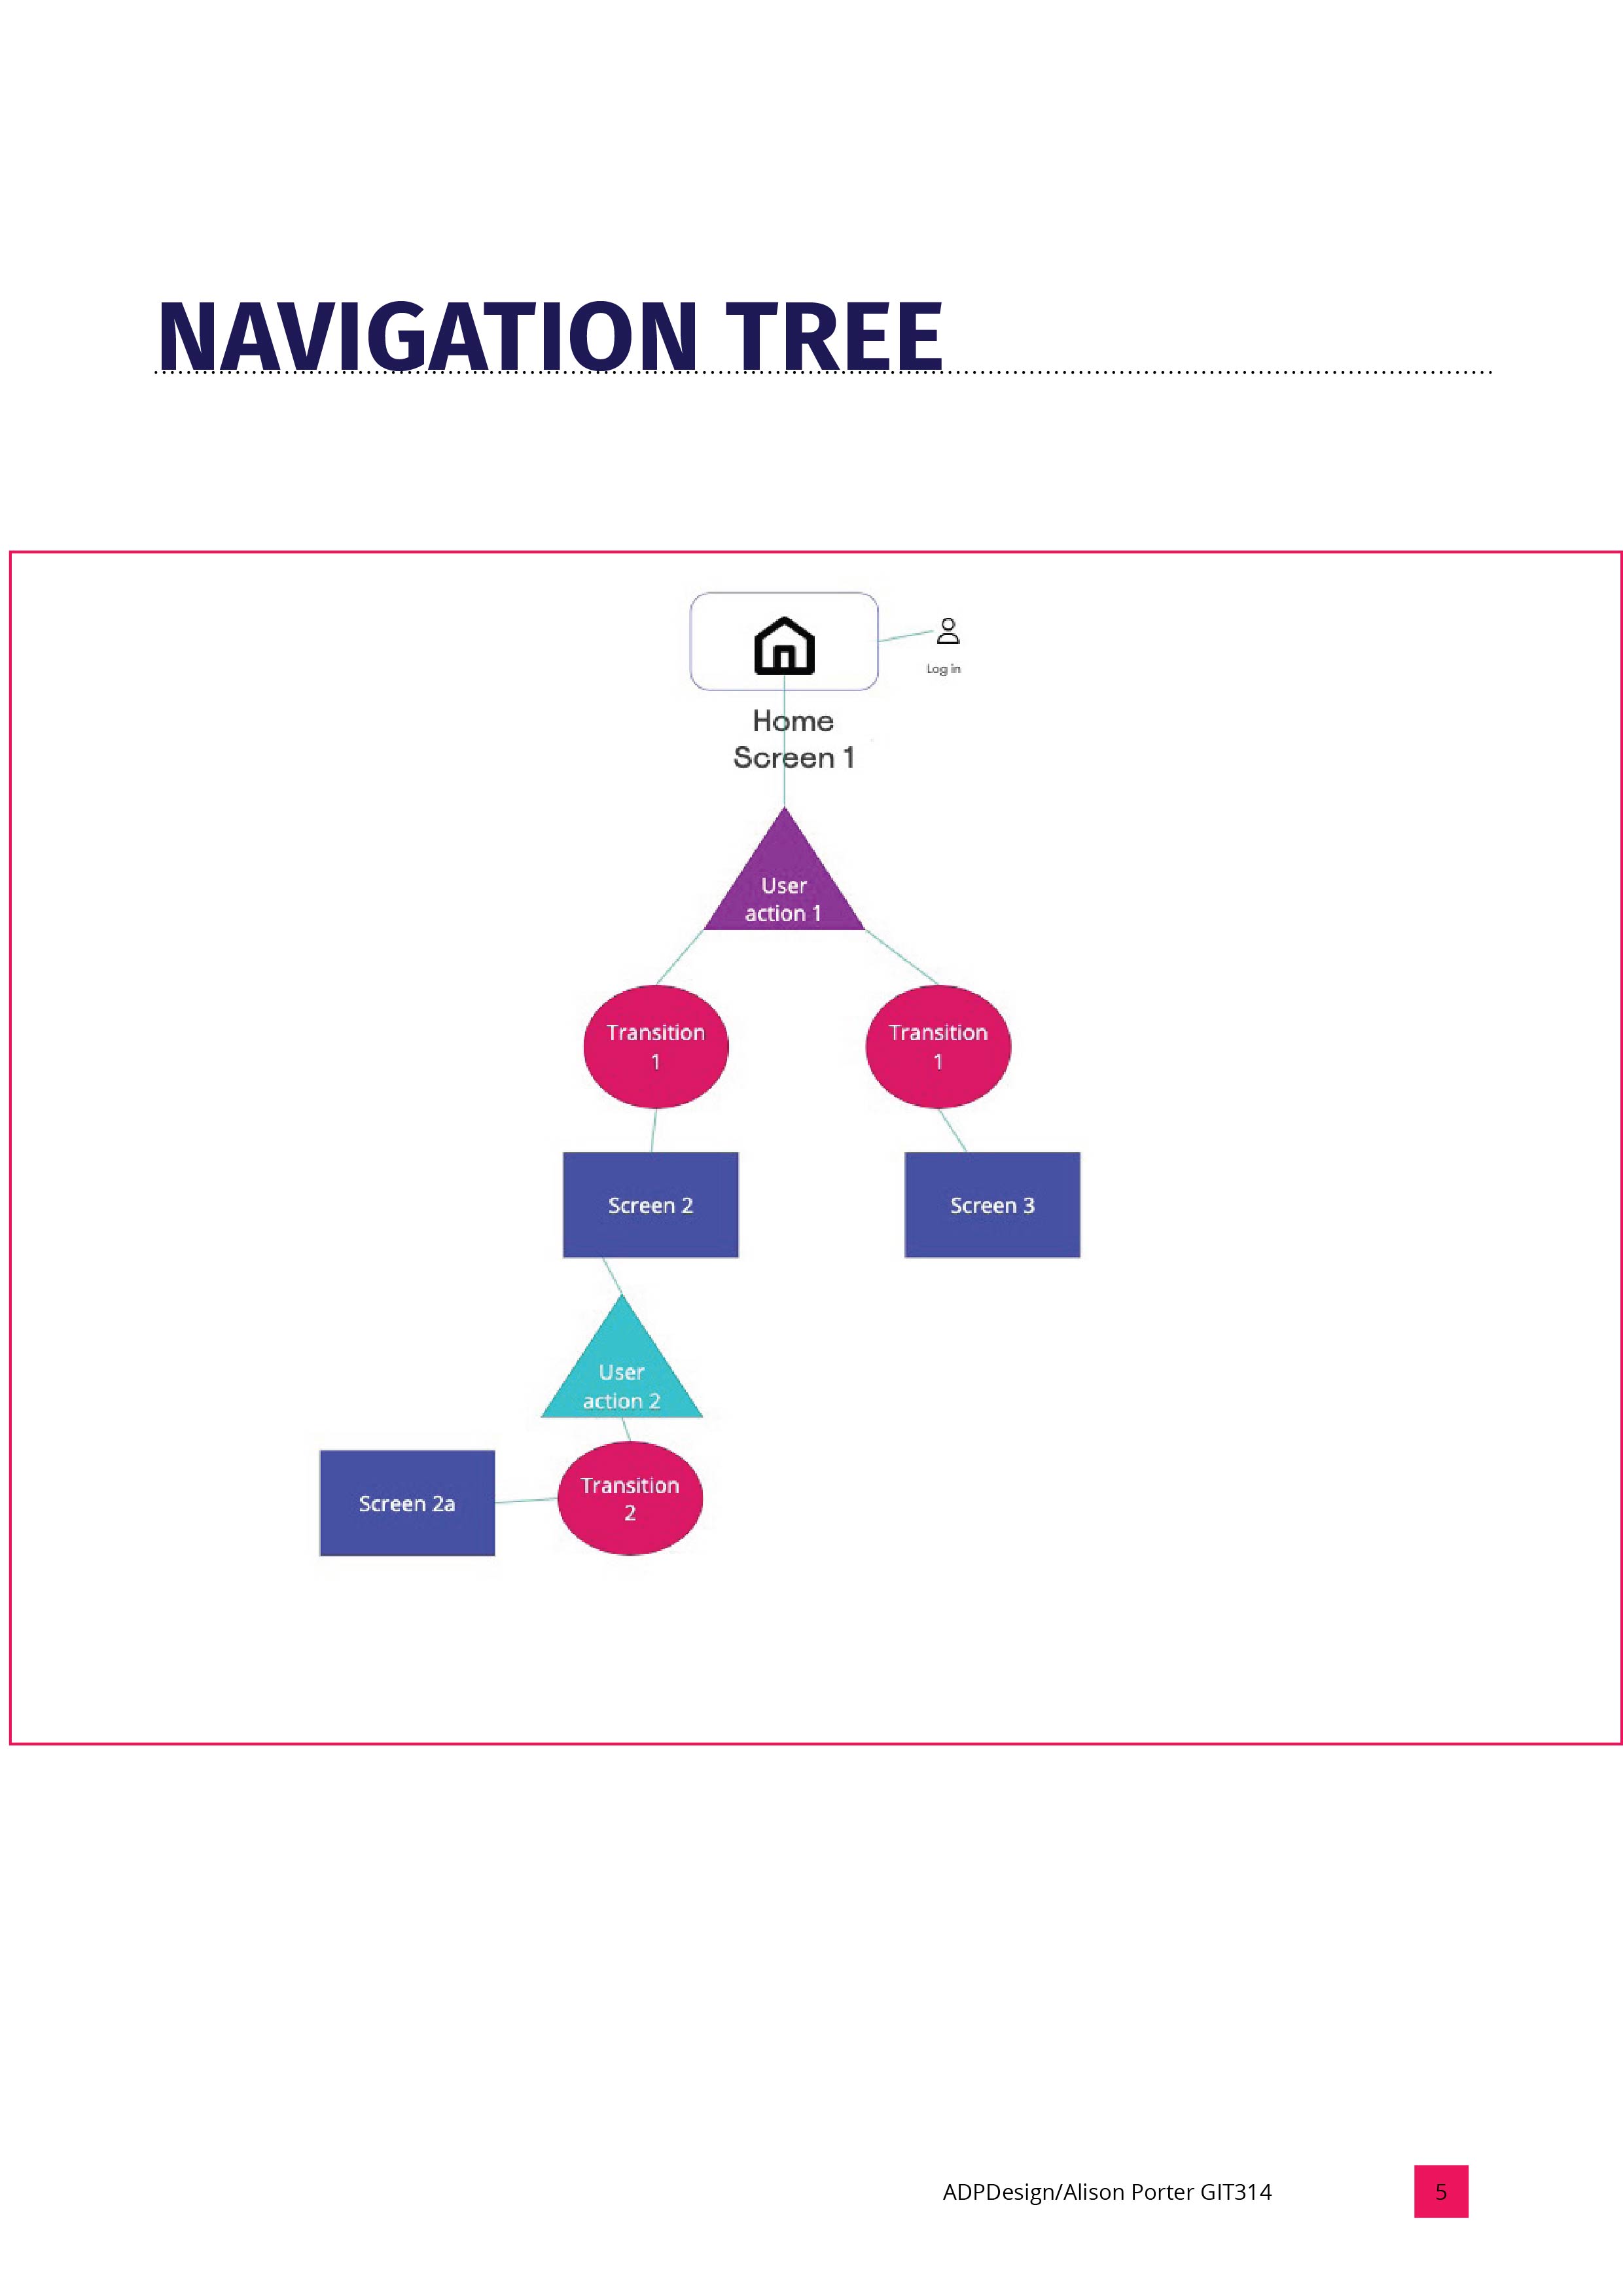 NAVIGATION TREE
Log in
Home
Screen 1
User
action 1
Transition
1
Transition
1
Screen 2
Screen 3
User
action 2
Transition
2
Screen 2a
ADPDesign/Alison Porter GIT314
5